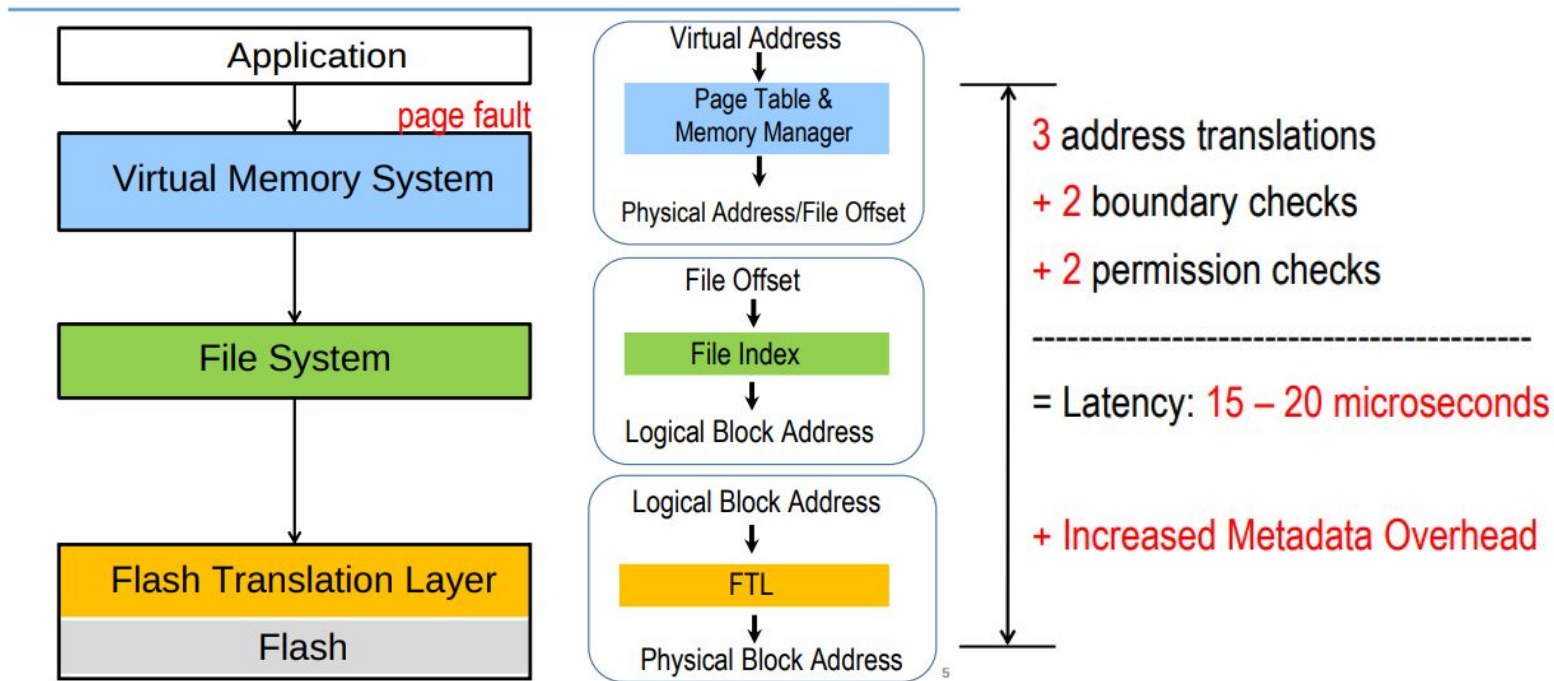 Application
page fault
Virtual Memory System
File System
Flash Translation Layer
Flash
Virtual Address
Page Table &
Memory Manager
Physical Address/File Offset
File Offset
File Index
Logical Block Address
Logical Block Address
FTL
Physical Block Address
5
3 address translations
+ 2 boundary checks
+ 2 permission checks
-------------------------------------------
= Latency: 15 – 20 microseconds
+ Increased Metadata Overhead